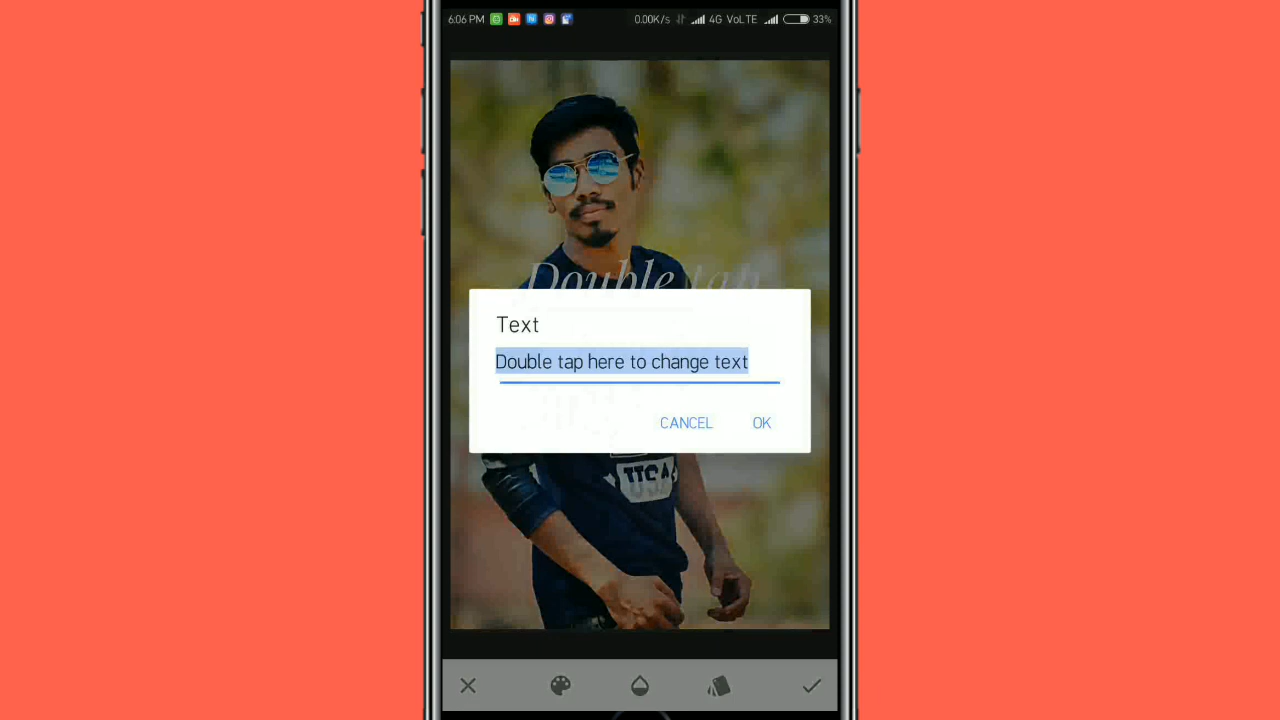 6:06 PM 0.00K/s 4G VoLTE 33%
Double tap
Text
Double tap here to change text
CANCEL OK
USA